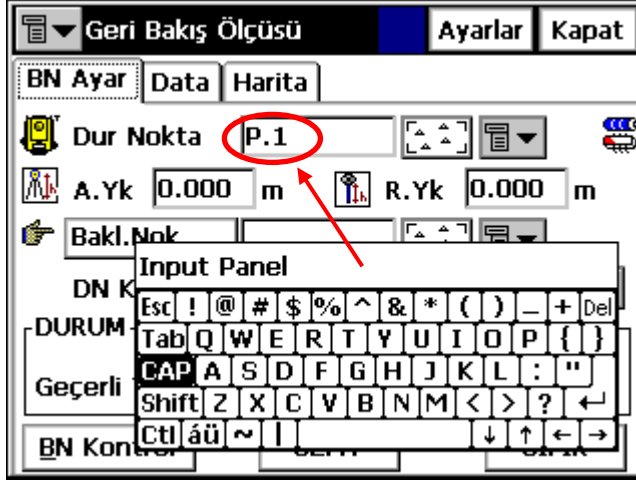 Geri Bakış Ölçüsü Ayarlar Kapat
BN Ayar Data Harita
Dur Nokta P.1
A.Yk 0.000 m R.Yk 0.000 m
Bakl.Nok
Input Panel
DN K
Esc ! @ # $ % ^ & * ( ) _ + Del
DURUM
Tab Q W E R T Y U I O P { }
CAP A S D F G H J K L : "
Geçerli
Shift Z X C V B N M < > ? ↵
Ctl áü ~ | ↓ ↑ ← →
BN Kontrol